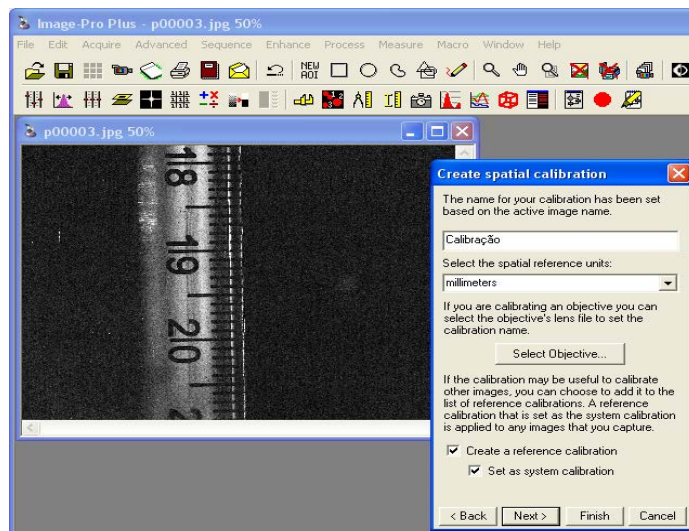 Image-Pro Plus - p00003.jpg 50%
File Edit Acquire Advanced Sequence Enhance Process Measure Macro Window Help
NEW
AOI
p00003.jpg 50%
18
19
20
Create spatial calibration
The name for your calibration has been set
based on the active image name.
Calibração
Select the spatial reference units:
millimeters
If you are calibrating an objective you can
select the objective's lens file to set the
calibration name.
Select Objective...
If the calibration may be useful to calibrate
other images, you can choose to add it to the
list of reference calibrations. A reference
calibration that is set as the system calibration
is applied to any images that you capture.
Create a reference calibration
Set as system calibration
< Back Next > Finish Cancel